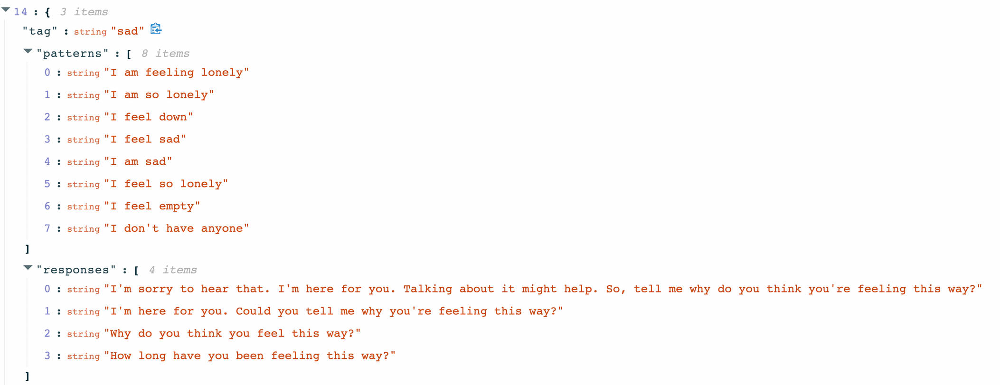 14 : { 3 items
"tag" : string "sad"
"patterns" : [ 8 items
0 : string "I am feeling lonely"
1 : string "I am so lonely"
2 : string "I feel down"
3 : string "I feel sad"
4 : string "I am sad"
5 : string "I feel so lonely"
6 : string "I feel empty"
7 : string "I don't have anyone"
]
"responses" : [ 4 items
0 : string "I'm sorry to hear that. I'm here for you. Talking about it might help. So, tell me why do you think you're feeling this way?"
1 : string "I'm here for you. Could you tell me why you're feeling this way?"
2 : string "Why do you think you feel this way?"
3 : string "How long have you been feeling this way?"
]